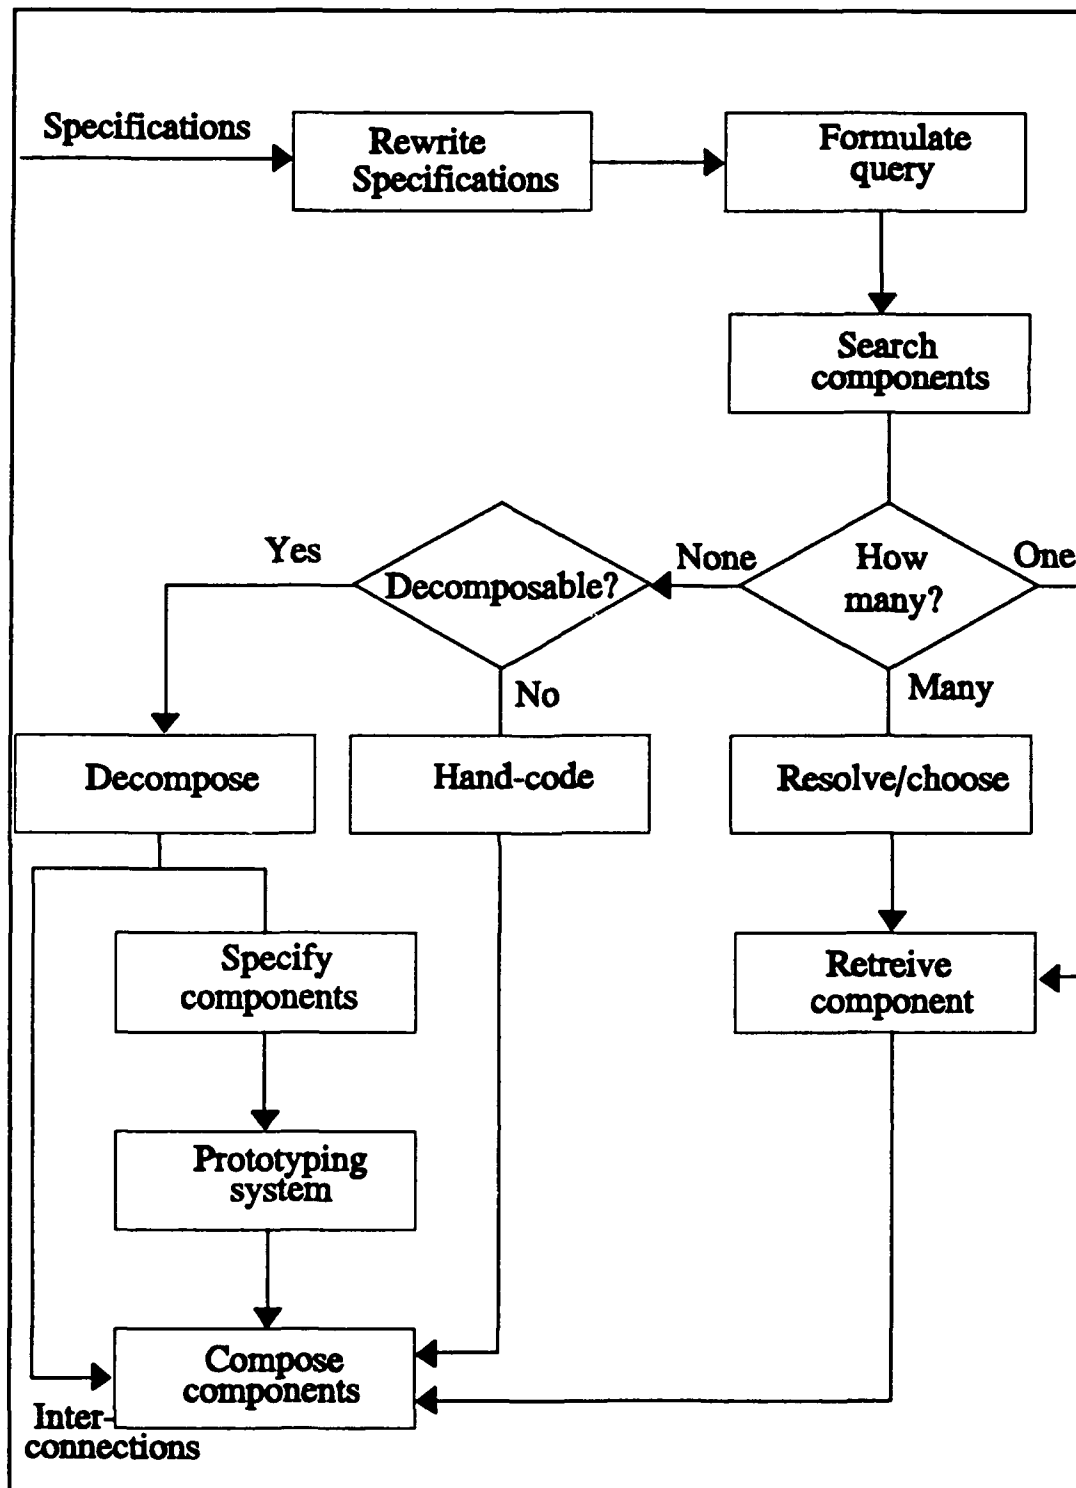 Specifications
Rewrite
Specifications
Formulate
query
Search
components
Yes
Decomposable?
None
How
many?
One
No
Many
Decompose
Hand-code
Resolve/choose
Specify
components
Retreive
component
Prototyping
system
Compose
components
Inter-
connections